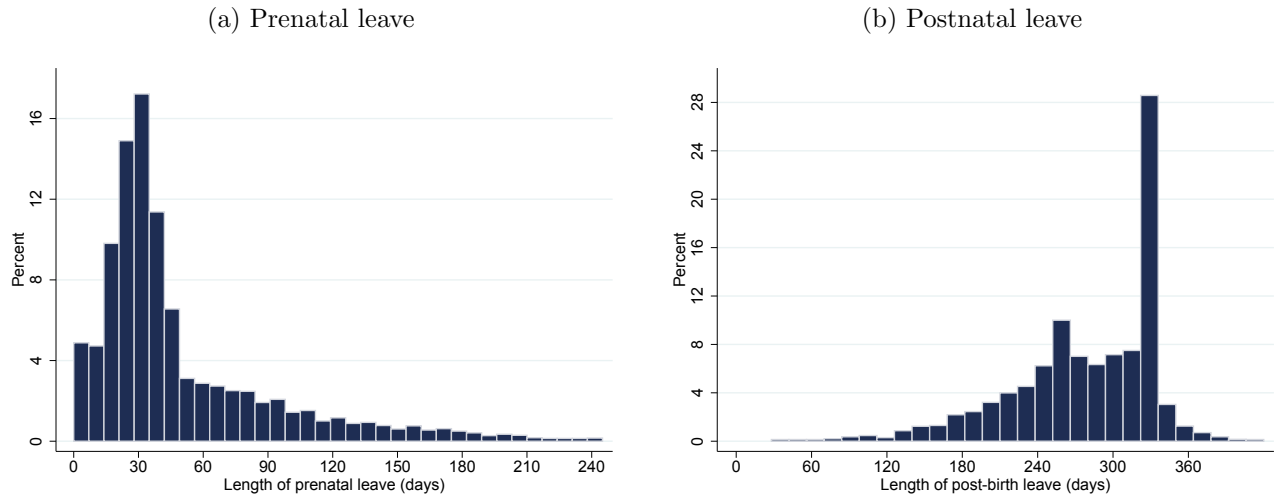 (a) Prenatal leave
16
12
8
4
0
Percent
0 30 60 90 120 150 180 210 240
Length of prenatal leave (days)
(b) Postnatal leave
28
24
20
16
12
8
4
0
Percent
0 60 120 180 240 300 360
Length of post-birth leave (days)